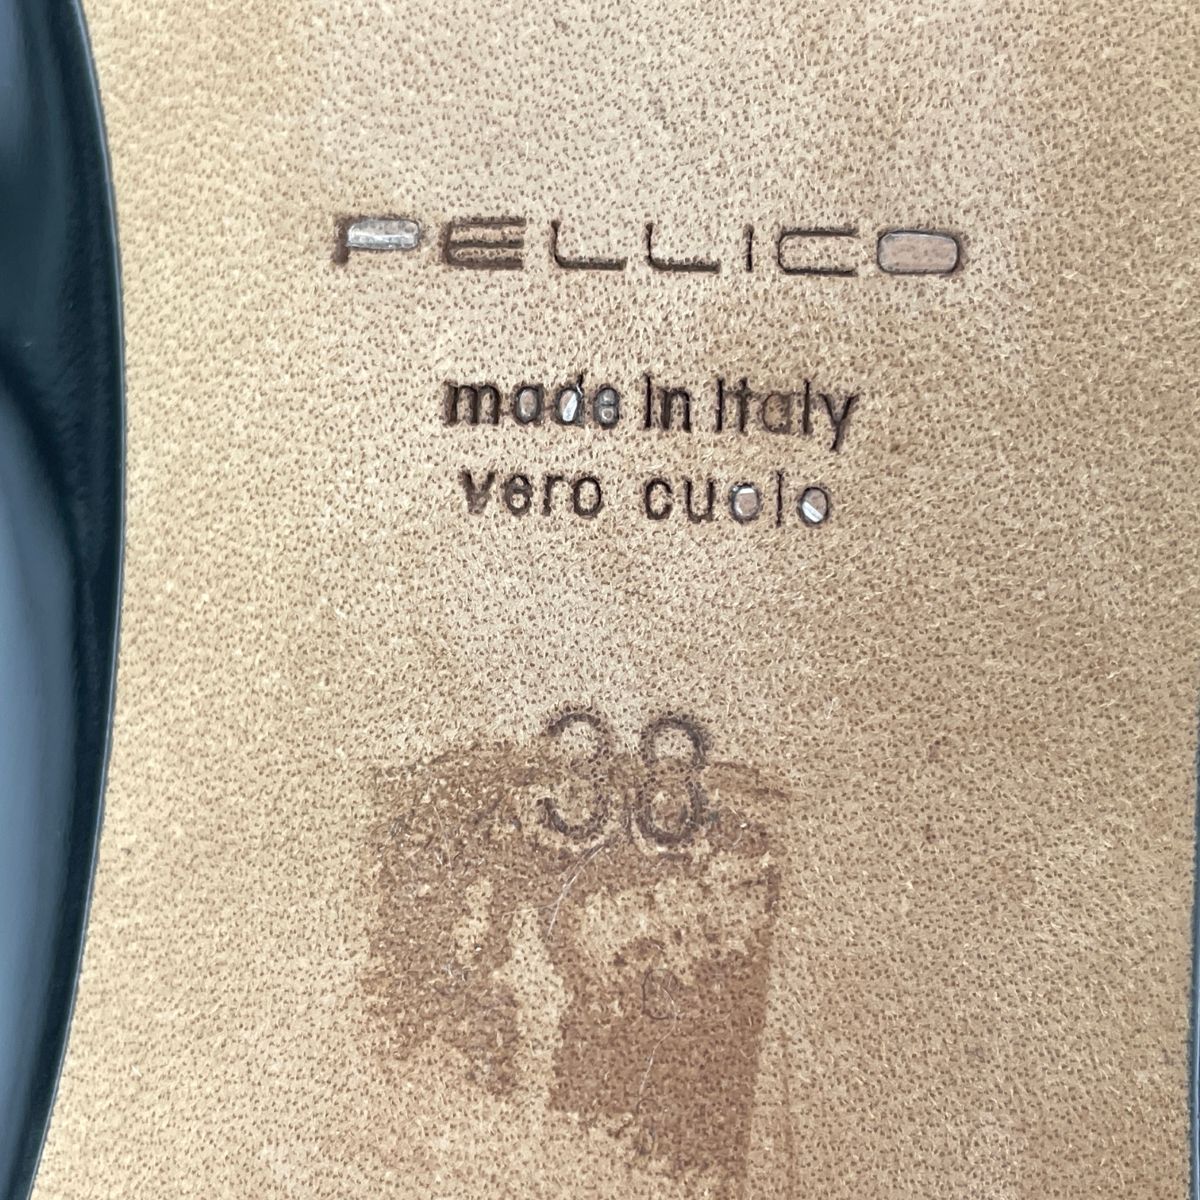 PELLICO
made in Italy
vero cuoio
38